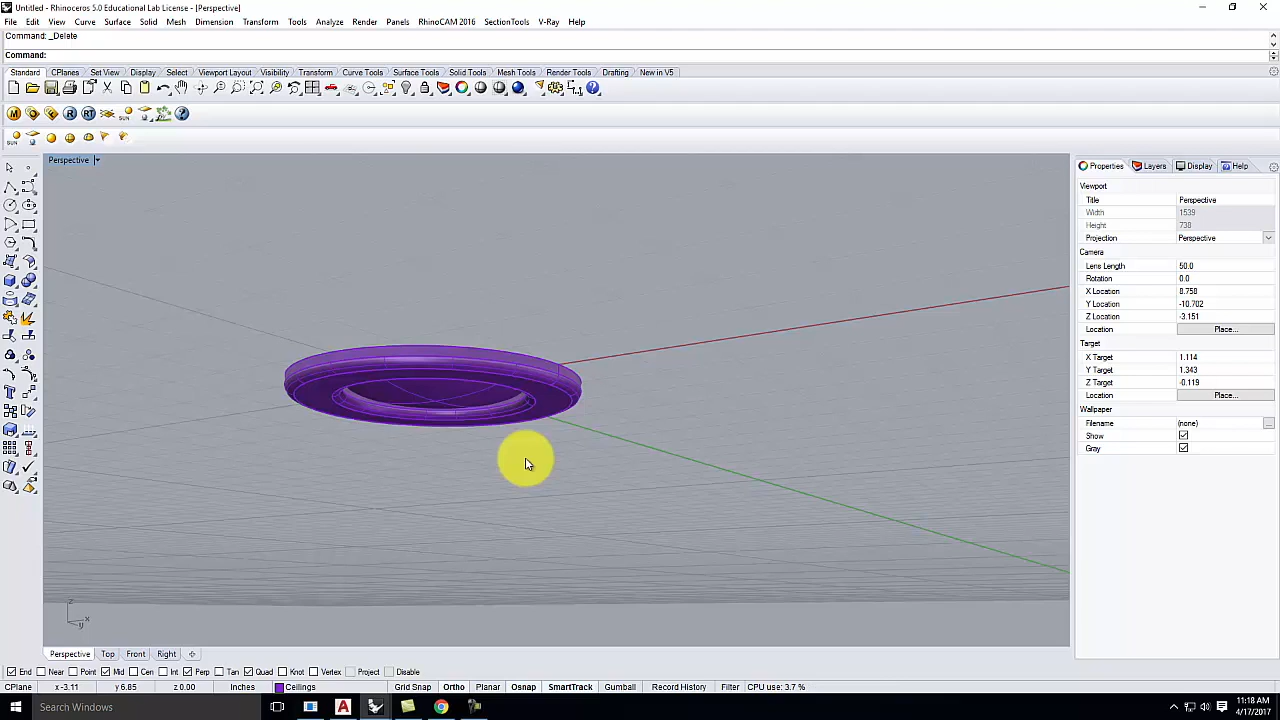 Untitled - Rhinoceros 5.0 Educational Lab License - [Perspective]
File Edit View Curve Surface Solid Mesh Dimension Transform Tools Analyze Render Panels RhinoCAM 2016 SectionTools V-Ray Help
Command: _Delete
Command:
Standard CPlanes Set View Display Select Viewport Layout Visibility Transform Curve Tools Surface Tools Solid Tools Mesh Tools Render Tools Drafting New in V5
Perspective
Properties Layers Display Help
Viewport
Title Perspective
Width 1539
Height 738
Projection Perspective
Camera
Lens Length 50.0
Rotation 0.0
X Location 8.758
Y Location -10.702
Z Location -3.151
Location Place...
Target
X Target 1.114
Y Target 1.343
Z Target -0.119
Location Place...
Wallpaper
Filename (none)
Show
Gray
z
x
y
Perspective Top Front Right
End Near Point Mid Cen Int Perp Tan Quad Knot Vertex Project Disable
CPlane x -3.11 y 6.85 z 0.00 Inches Ceilings Grid Snap Ortho Planar Osnap SmartTrack Gumball Record History Filter CPU use: 3.7 %
Search Windows
11:18 AM
4/17/2017